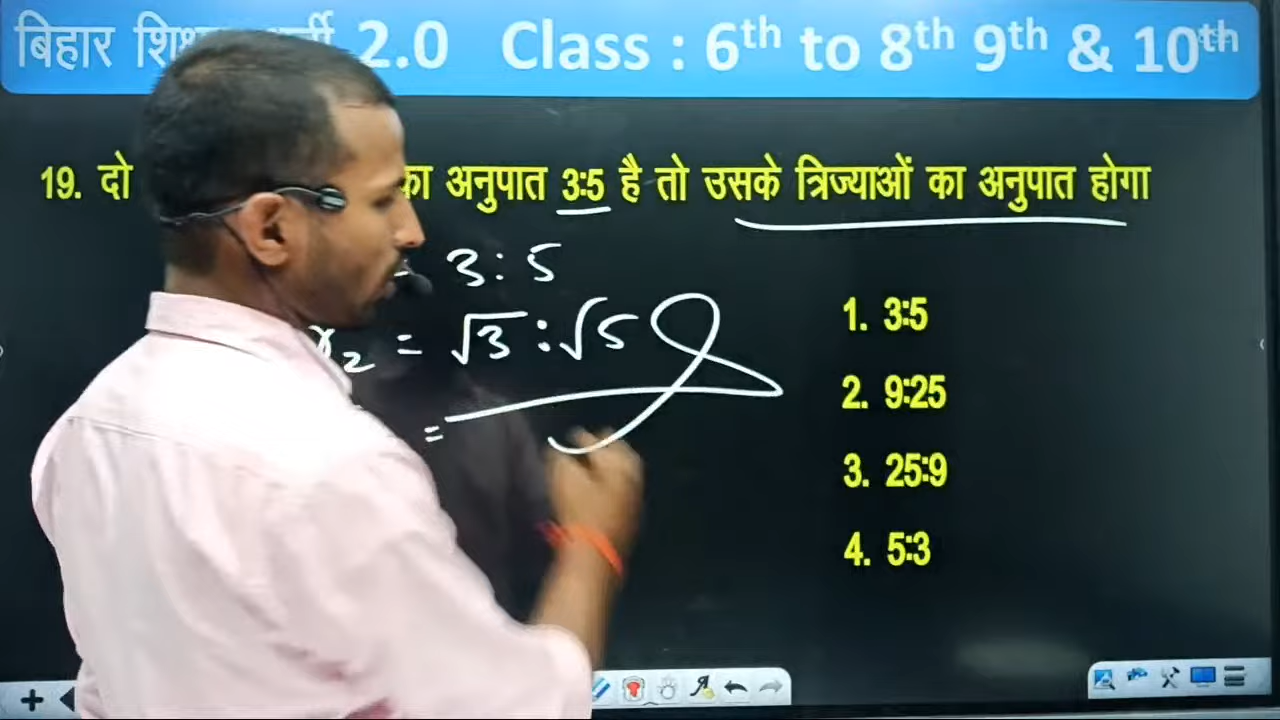 बिहार 2.0 Class : 6th to 8th 9th & 10th
19. दो का अनुपात 3:5 है तो उसके त्रिज्याओं का अनुपात होगा
3 : 5
r₂ = √3 : √5
=
1. 3:5
2. 9:25
3. 25:9
4. 5:3